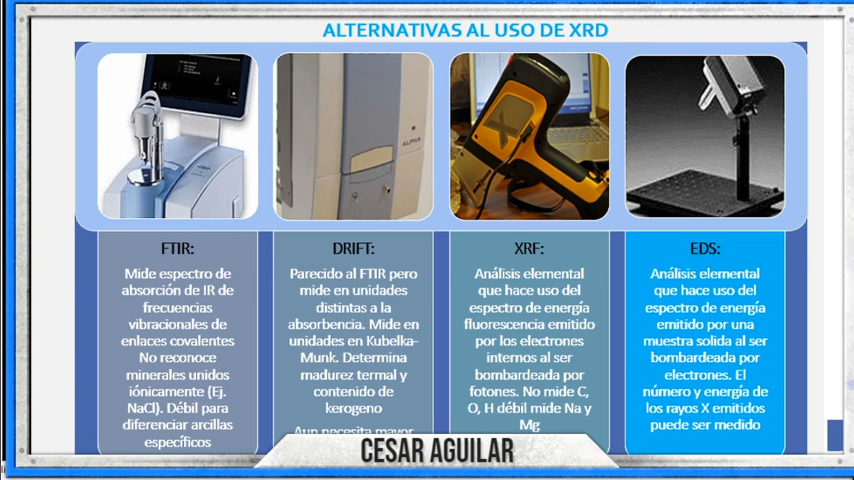 ALTERNATIVAS AL USO DE XRD
ALPHA
FTIR:
Mide espectro de
absorción de IR de
frecuencias
vibracionales de
enlaces covalentes
No reconoce
minerales unidos
iónicamente (Ej.
NaCl). Débil para
diferenciar arcillas
específicos
DRIFT:
Parecido al FTIR pero
mide en unidades
distintas a la
absorbencia. Mide en
unidades en Kubelka-
Munk. Determina
madurez termal y
contenido de
kerogeno
Aun necesita mayor
XRF:
Análisis elemental
que hace uso del
espectro de energía
fluorescencia emitido
por los electrones
internos al ser
bombardeada por
fotones. No mide C,
O, H débil mide Na y
Mg
EDS:
Análisis elemental
que hace uso del
espectro de energía
emitido por una
muestra solida al ser
bombardeada por
electrones. El
número y energía de
los rayos X emitidos
puede ser medido
CESAR AGUILAR